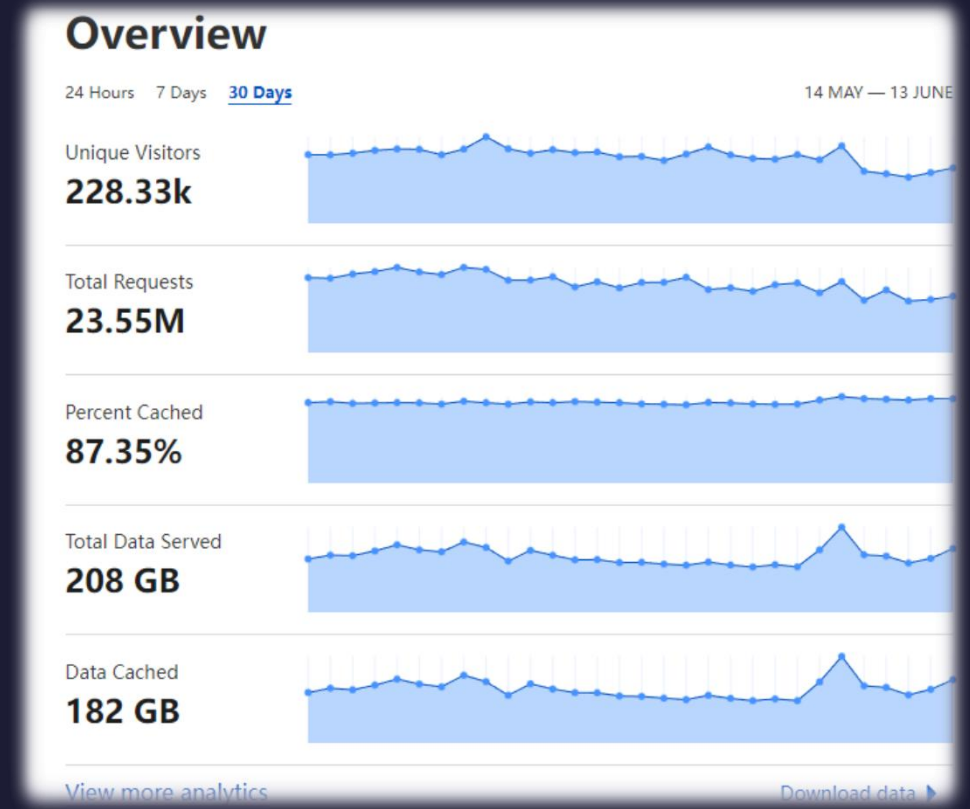 Overview
24 Hours 7 Days 30 Days 14 MAY — 13 JUNE
Unique Visitors
228.33k
Total Requests
23.55M
Percent Cached
87.35%
Total Data Served
208 GB
Data Cached
182 GB
View more analytics Download data